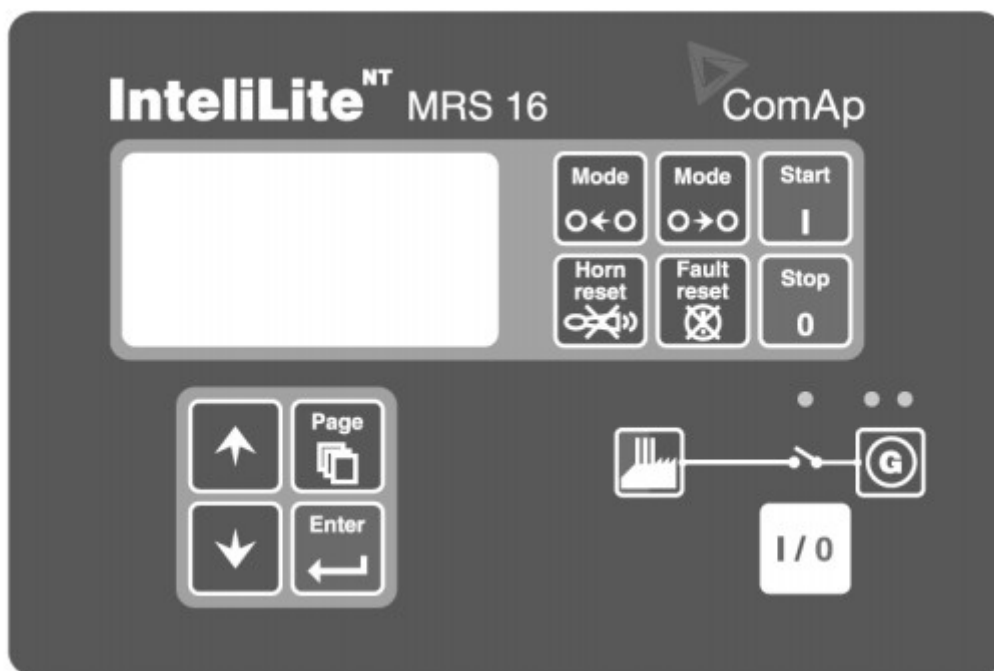 InteliLite NT MRS 16
ComAp
Mode
Mode
Start
I
Horn
reset
Fault
reset
Stop
0
Page
Enter
G
I / 0